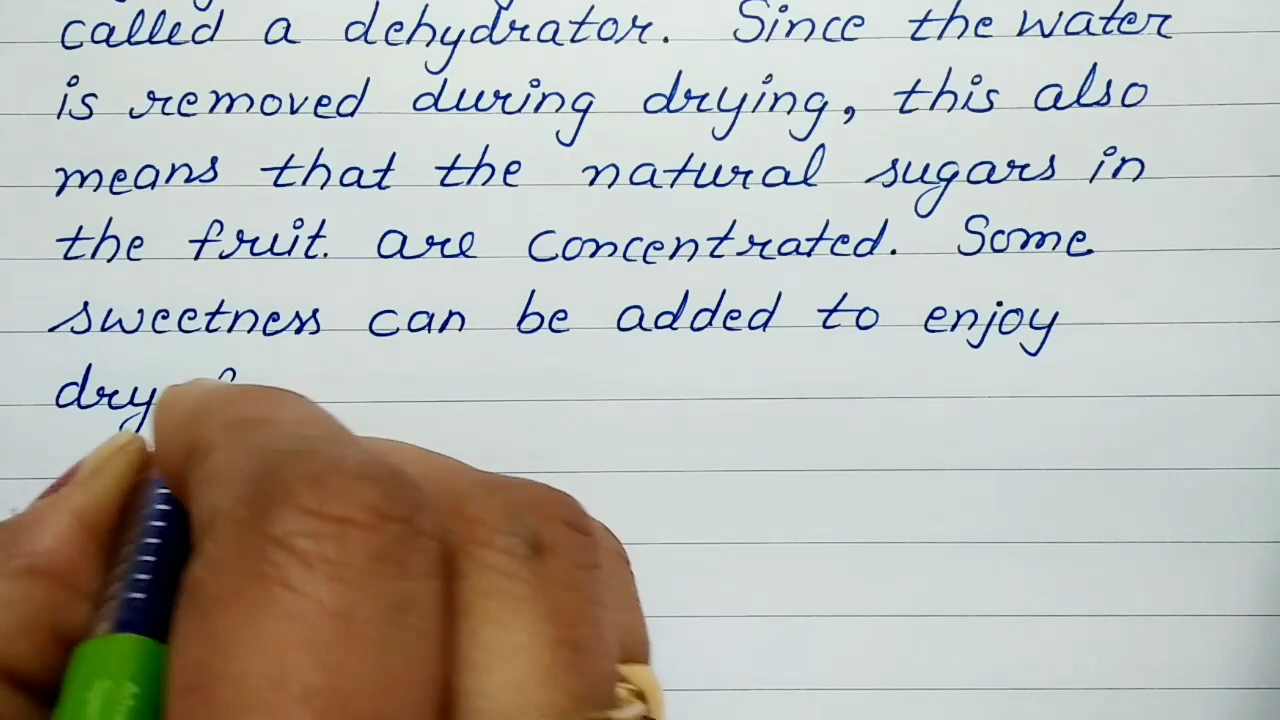 called a dehydrator. Since the water
is removed during drying, this also
means that the natural sugars in
the fruit. are concentrated. Some
sweetness can be added to enjoy
dry